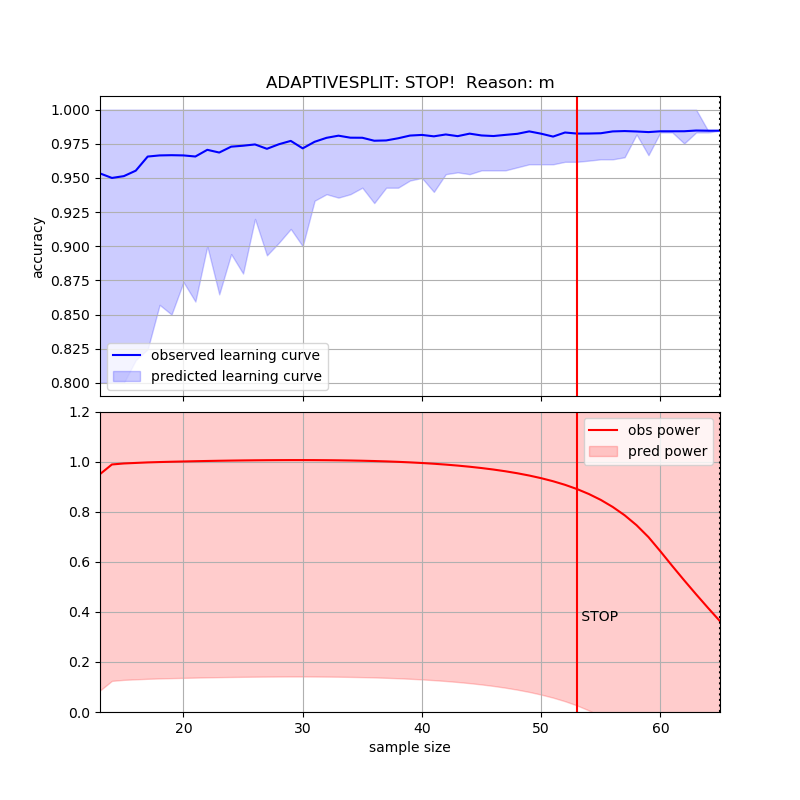 ADAPTIVESPLIT: STOP!  Reason: m
1.000
0.975
0.950
0.925
0.900
0.875
0.850
0.825
0.800
accuracy
observed learning curve
predicted learning curve
1.2
1.0
0.8
0.6
0.4
0.2
0.0
obs power
pred power
STOP
20 30 40 50 60
sample size